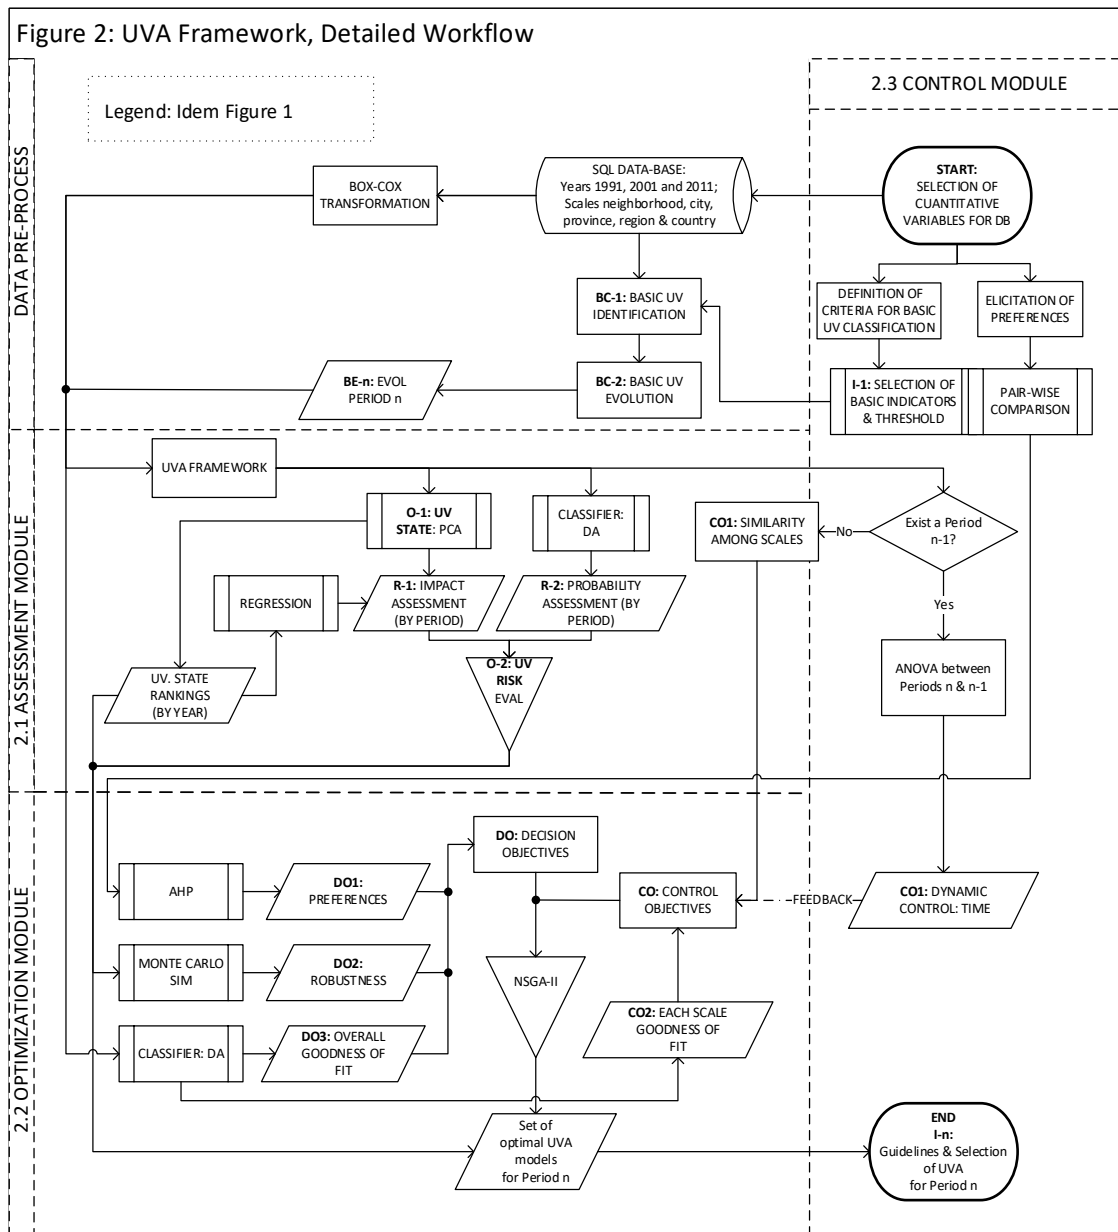 Figure 2: UVA Framework, Detailed Workflow
Legend: Idem Figure 1
2.3 CONTROL MODULE
DATA PRE-PROCESS
BOX-COX
TRANSFORMATION
SQL DATA-BASE:
Years 1991, 2001 and 2011;
Scales neighborhood, city,
province, region & country
START:
SELECTION OF
CUANTITATIVE
VARIABLES FOR DB
BC-1: BASIC UV
IDENTIFICATION
DEFINITION OF
CRITERIA FOR BASIC
UV CLASSIFICATION
ELICITATION OF
PREFERENCES
BE-n: EVOL
PERIOD n
BC-2: BASIC UV
EVOLUTION
I-1: SELECTION OF
BASIC INDICATORS
& THRESHOLD
PAIR-WISE
COMPARISON
2.1 ASSESSMENT MODULE
UVA FRAMEWORK
O-1: UV
STATE: PCA
CLASSIFIER:
DA
CO1: SIMILARITY
AMONG SCALES
No
Exist a Period
n-1?
REGRESSION
R-1: IMPACT
ASSESSMENT
(BY PERIOD)
R-2: PROBABILITY
ASSESSMENT (BY
PERIOD)
Yes
UV. STATE
RANKINGS
(BY YEAR)
O-2: UV
RISK
EVAL
ANOVA between
Periods n & n-1
2.2 OPTIMIZATION MODULE
DO: DECISION
OBJECTIVES
AHP
DO1:
PREFERENCES
CO: CONTROL
OBJECTIVES
FEEDBACK
CO1: DYNAMIC
CONTROL: TIME
MONTE CARLO
SIM
DO2:
ROBUSTNESS
NSGA-II
CLASSIFIER: DA
DO3: OVERALL
GOODNESS OF
FIT
CO2: EACH SCALE
GOODNESS OF
FIT
Set of
optimal UVA
models
for Period n
END
I-n:
Guidelines & Selection
of UVA
for Period n